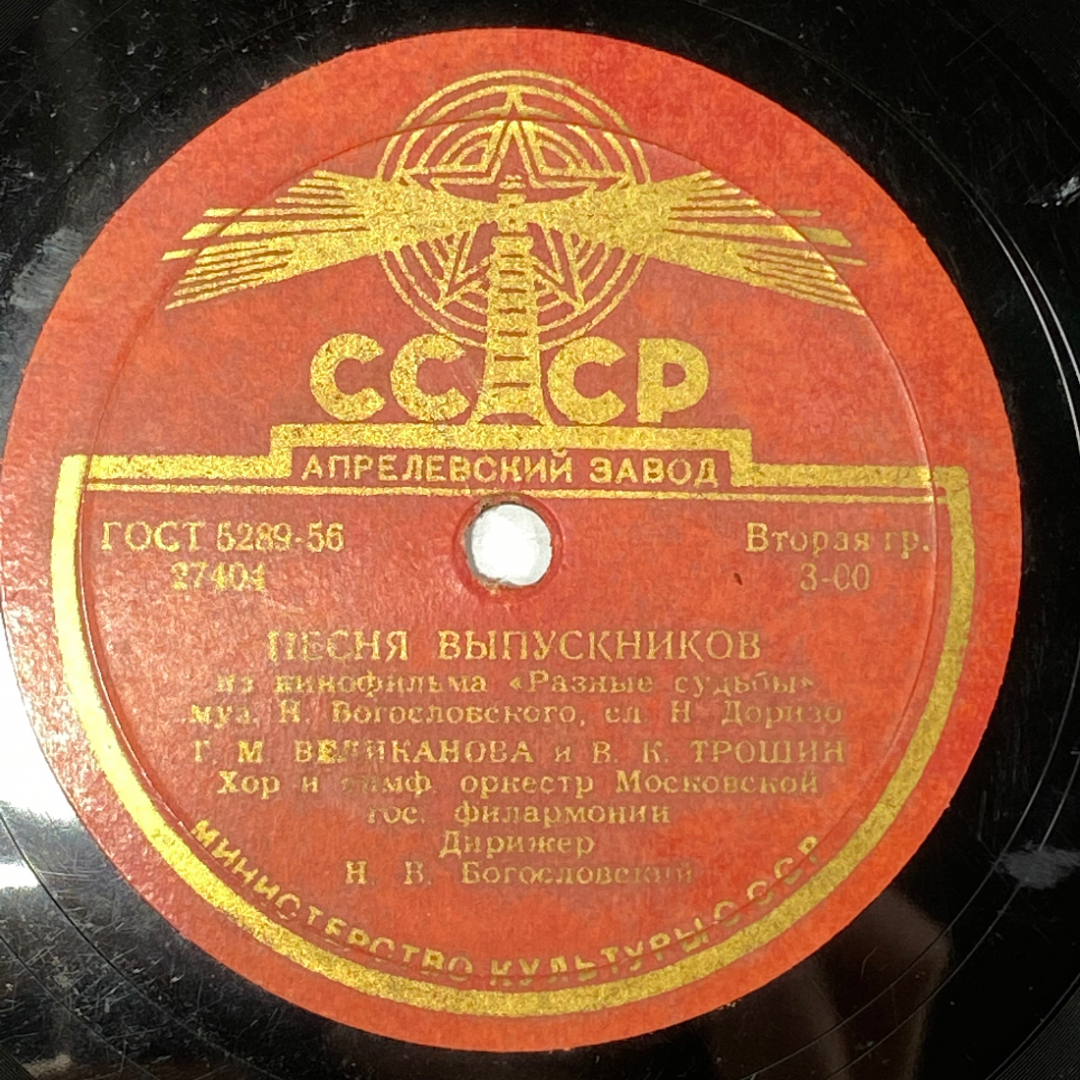 СССР
АПРЕЛЕВСКИЙ ЗАВОД
ГОСТ 5289-56
Вторая гр.
27404
3-00
ПЕСНЯ ВЫПУСКНИКОВ
из кинофильма «Разные судьбы»
муз. Н. Богословского, сл. Н. Доризо
Г. М. ВЕЛИКАНОВА и В. К. ТРОШИН
Хор и симф. оркестр Московской
гос. филармонии
Дирижер
Н. В. Богословский
МИНИСТЕРСТВО КУЛЬТУРЫ СССР